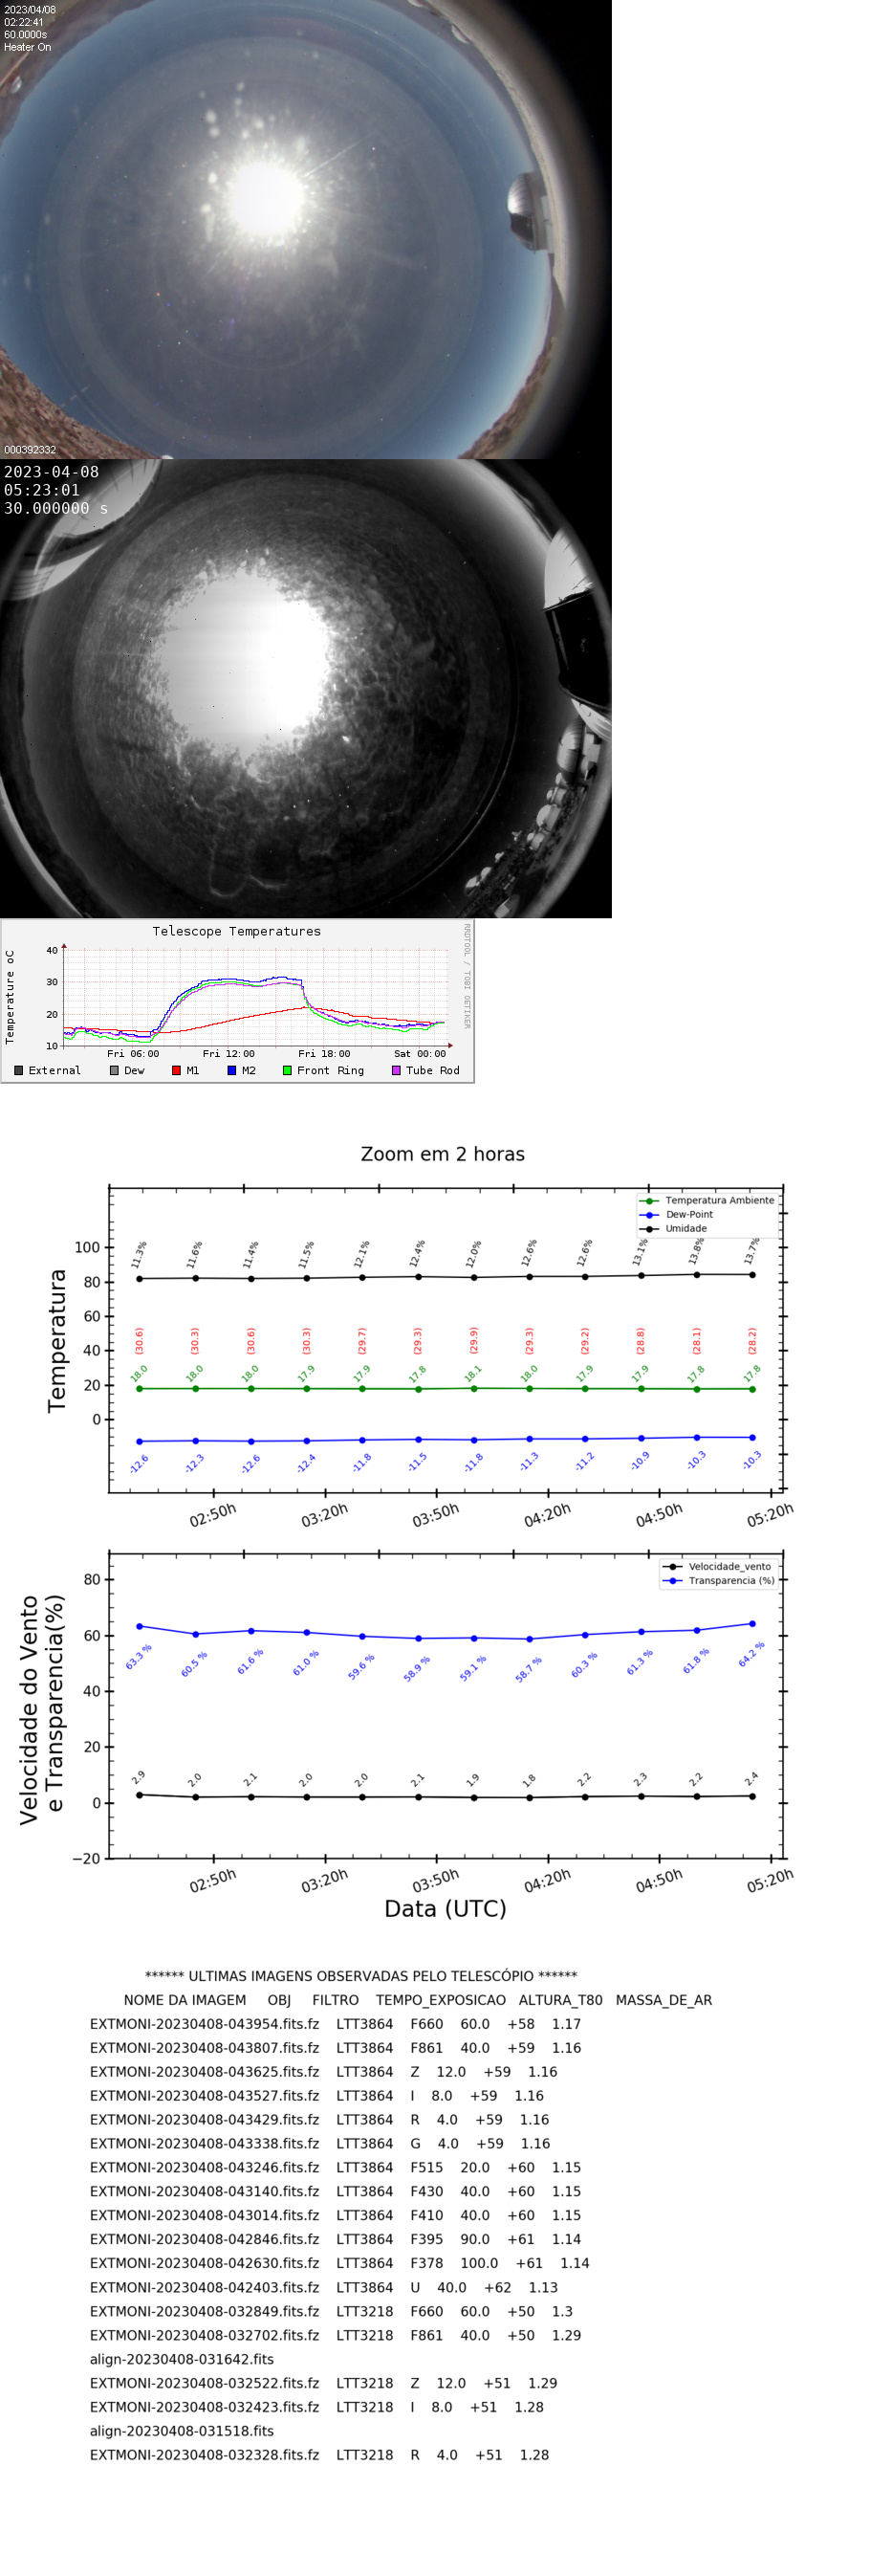 2023/04/08
02:22:41
60.0000s
Heater On
000392332
2023-04-08
05:23:01
30.000000 s
Telescope Temperatures
RRDTOOL / TOBI OETIKER
Temperature oC
40
30
20
10
Fri 06:00 Fri 12:00 Fri 18:00 Sat 00:00
External Dew M1 M2 Front Ring Tube Rod
Zoom em 2 horas
Temperatura Ambiente
Dew-Point
Umidade
Temperatura
100
80
60
40
20
0
11.3% 11.6% 11.4% 11.5% 12.1% 12.4% 12.0% 12.6% 12.6% 13.1% 13.8% 13.7%
(30.6) (30.3) (30.6) (30.3) (29.7) (29.3) (29.9) (29.3) (29.2) (28.8) (28.1) (28.2)
18.0 18.0 18.0 17.9 17.9 17.8 18.1 18.0 17.9 17.9 17.8 17.8
-12.6 -12.3 -12.6 -12.4 -11.8 -11.5 -11.8 -11.3 -11.2 -10.9 -10.3 -10.3
02:50h 03:20h 03:50h 04:20h 04:50h 05:20h
Velocidade_vento
Transparencia (%)
Velocidade do Vento
e Transparencia(%)
80
60
40
20
0
−20
63.3 % 60.5 % 61.6 % 61.0 % 59.6 % 58.9 % 59.1 % 58.7 % 60.3 % 61.3 % 61.8 % 64.2 %
2.9 2.0 2.1 2.0 2.0 2.1 1.9 1.8 2.2 2.3 2.2 2.4
02:50h 03:20h 03:50h 04:20h 04:50h 05:20h
Data (UTC)
****** ULTIMAS IMAGENS OBSERVADAS PELO TELESCÓPIO ******
NOME DA IMAGEM OBJ FILTRO TEMPO_EXPOSICAO ALTURA_T80 MASSA_DE_AR
EXTMONI-20230408-043954.fits.fz LTT3864 F660 60.0 +58 1.17
EXTMONI-20230408-043807.fits.fz LTT3864 F861 40.0 +59 1.16
EXTMONI-20230408-043625.fits.fz LTT3864 Z 12.0 +59 1.16
EXTMONI-20230408-043527.fits.fz LTT3864 I 8.0 +59 1.16
EXTMONI-20230408-043429.fits.fz LTT3864 R 4.0 +59 1.16
EXTMONI-20230408-043338.fits.fz LTT3864 G 4.0 +59 1.16
EXTMONI-20230408-043246.fits.fz LTT3864 F515 20.0 +60 1.15
EXTMONI-20230408-043140.fits.fz LTT3864 F430 40.0 +60 1.15
EXTMONI-20230408-043014.fits.fz LTT3864 F410 40.0 +60 1.15
EXTMONI-20230408-042846.fits.fz LTT3864 F395 90.0 +61 1.14
EXTMONI-20230408-042630.fits.fz LTT3864 F378 100.0 +61 1.14
EXTMONI-20230408-042403.fits.fz LTT3864 U 40.0 +62 1.13
EXTMONI-20230408-032849.fits.fz LTT3218 F660 60.0 +50 1.3
EXTMONI-20230408-032702.fits.fz LTT3218 F861 40.0 +50 1.29
align-20230408-031642.fits
EXTMONI-20230408-032522.fits.fz LTT3218 Z 12.0 +51 1.29
EXTMONI-20230408-032423.fits.fz LTT3218 I 8.0 +51 1.28
align-20230408-031518.fits
EXTMONI-20230408-032328.fits.fz LTT3218 R 4.0 +51 1.28